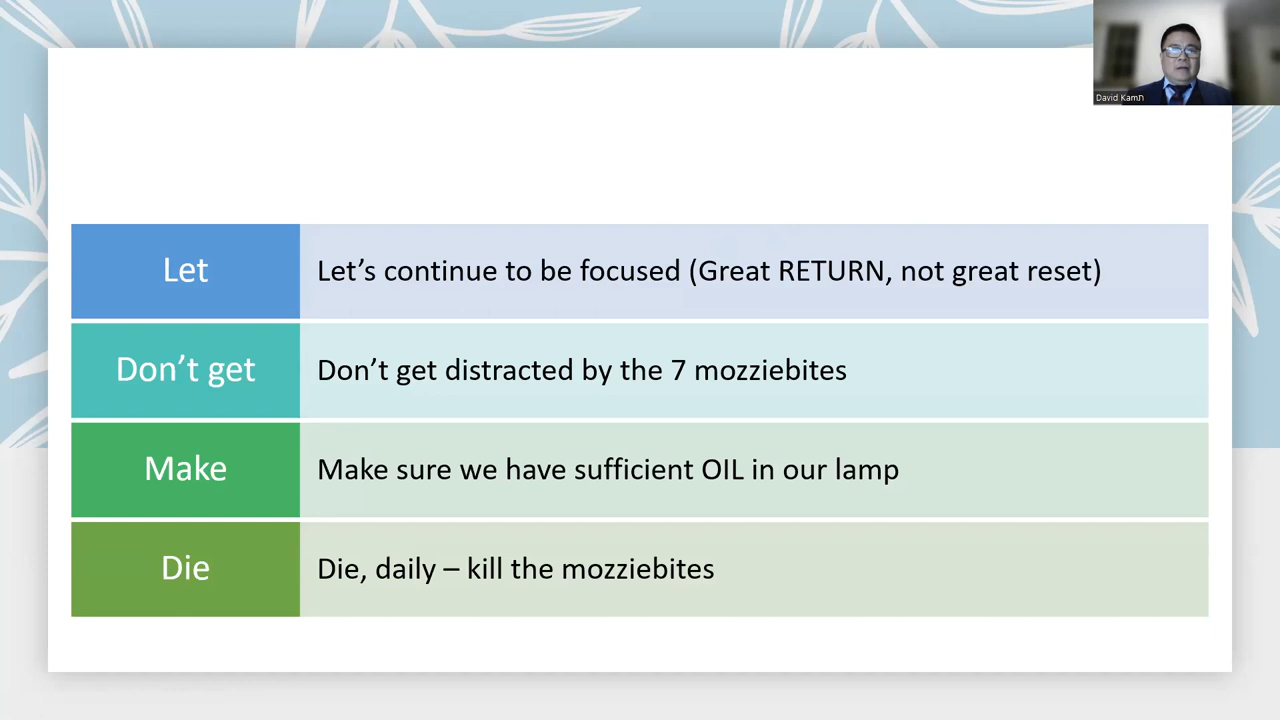 David Kam
Let
Let’s continue to be focused (Great RETURN, not great reset)
Don’t get
Don’t get distracted by the 7 mozziebites
Make
Make sure we have sufficient OIL in our lamp
Die
Die, daily – kill the mozziebites